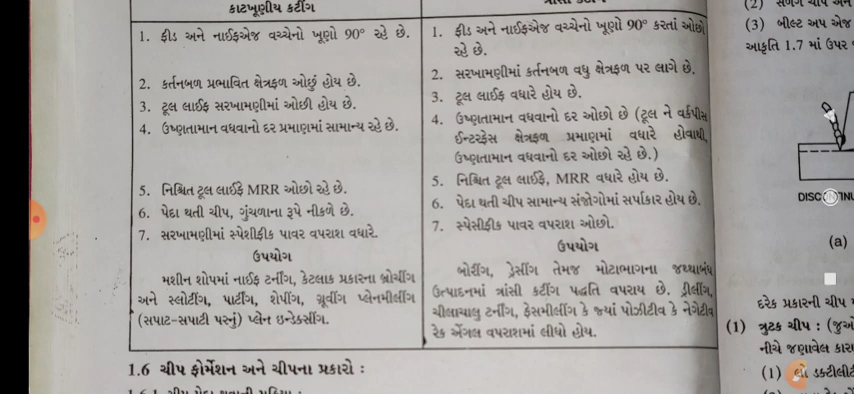 કાટખૂણીય કટીંગ
1. ફીડ અને નાઈફએજ વચ્ચેનો ખૂણો 90° રહે છે.
2. કર્તનબળ પ્રભાવિત ક્ષેત્રફળ ઓછું હોય છે.
3. ટૂલ લાઈફ સરખામણીમાં ઓછી હોય છે.
4. ઉષ્ણતામાન વધવાનો દર પ્રમાણમાં સામાન્ય રહે છે.
5. નિશ્ચિત ટૂલ લાઈફે MRR ઓછો રહે છે.
6. પેદા થતી ચીપ, ગુંચળાના રૂપે નીકળે છે.
7. સરખામણીમાં સ્પેશીફીક પાવર વપરાશ વધારે.
ઉપયોગ
મશીન શોપમાં નાઈફ ટર્નીંગ, કેટલાક પ્રકારના બ્રોચીંગ
અને સ્લોટીંગ, પાર્ટીંગ, શેપીંગ, ગ્રૂવીંગ પ્લેનમીલીંગ
(સપાટ-સપાટી પરનું) પ્લેન ઇન્ડેક્સીંગ.
1. ફીડ અને નાઈફએજ વચ્ચેનો ખૂણો 90° કરતાં ઓછો
રહે છે.
2. સરખામણીમાં કર્તનબળ વધુ ક્ષેત્રફળ પર લાગે છે.
3. ટૂલ લાઈફ વધારે હોય છે.
4. ઉષ્ણતામાન વધવાનો દર ઓછો છે (ટૂલ ને વર્કપીસ
ઈન્ટરફેસ ક્ષેત્રફળ પ્રમાણમાં વધારે હોવાથી,
ઉષ્ણતામાન વધવાનો દર ઓછો રહે છે.)
5. નિશ્ચિત ટૂલ લાઈફે, MRR વધારે હોય છે.
6. પેદા થતી ચીપ સામાન્ય સંજોગોમાં સર્પાકાર હોય છે.
7. સ્પેસીફીક પાવર વપરાશ ઓછો.
ઉપયોગ
બોરીંગ, ડ્રેસીંગ તેમજ મોટાભાગના જથ્થાબંધ
ઉત્પાદનમાં ત્રાંસી કટીંગ પદ્ધતિ વપરાય છે. ડ્રીલીંગ,
ચીલાચાલુ ટર્નીંગ, ફેસમીલીંગ કે જ્યાં પોઝીટીવ કે નેગેટીવ
રેક એંગલ વપરાશમાં લીધો હોય.
1.6 ચીપ ફોર્મેશન અને ચીપના પ્રકારો :
(2)
(3) બીલ્ટ અપ એજ
આકૃતિ 1.7 માં ઉપર
(a)
દરેક પ્રકારની ચીપ
(1) ત્રુટક ચીપ : (જુઓ
નીચે જણાવેલ
(1)